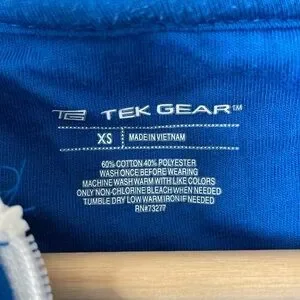 TEK GEAR™
XS MADE IN VIETNAM
60% COTTON 40% POLYESTER
WASH ONCE BEFORE WEARING
MACHINE WASH WARM WITH LIKE COLORS
ONLY NON-CHLORINE BLEACH WHEN NEEDED
TUMBLE DRY LOW WARM IRON IF NEEDED
RN#73277